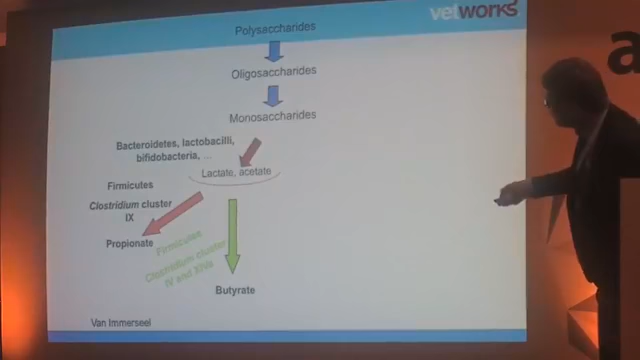 vetworks
Polysaccharides
Oligosaccharides
Monosaccharides
Bacteroidetes, lactobacilli,
bifidobacteria, ...
Lactate, acetate
Firmicutes
Clostridium cluster
IX
Propionate
Firmicutes
Clostridium cluster
IV and XIVa
Butyrate
Van Immerseel
a